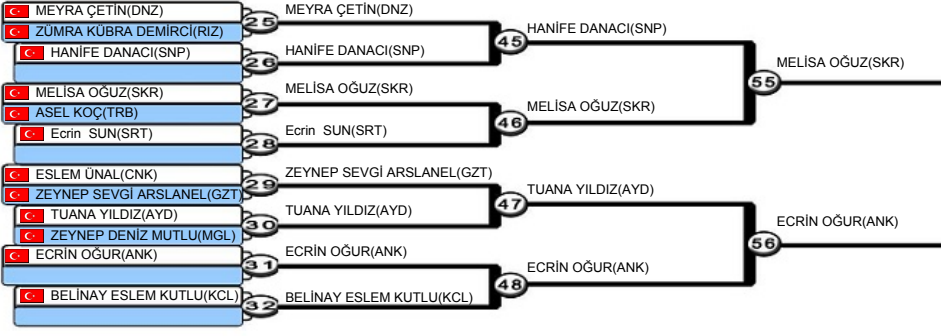 MEYRA ÇETİN(DNZ)
ZÜMRA KÜBRA DEMİRCİ(RIZ)
25
MEYRA ÇETİN(DNZ)
HANİFE DANACI(SNP)
26
HANİFE DANACI(SNP)
45
HANİFE DANACI(SNP)
MELİSA OĞUZ(SKR)
ASEL KOÇ(TRB)
27
MELİSA OĞUZ(SKR)
Ecrin SUN(SRT)
28
Ecrin SUN(SRT)
46
MELİSA OĞUZ(SKR)
55
MELİSA OĞUZ(SKR)
ESLEM ÜNAL(CNK)
ZEYNEP SEVGİ ARSLANEL(GZT)
29
ZEYNEP SEVGİ ARSLANEL(GZT)
TUANA YILDIZ(AYD)
ZEYNEP DENİZ MUTLU(MGL)
30
TUANA YILDIZ(AYD)
47
TUANA YILDIZ(AYD)
ECRİN OĞUR(ANK)
31
ECRİN OĞUR(ANK)
BELİNAY ESLEM KUTLU(KCL)
32
BELİNAY ESLEM KUTLU(KCL)
48
ECRİN OĞUR(ANK)
56
ECRİN OĞUR(ANK)